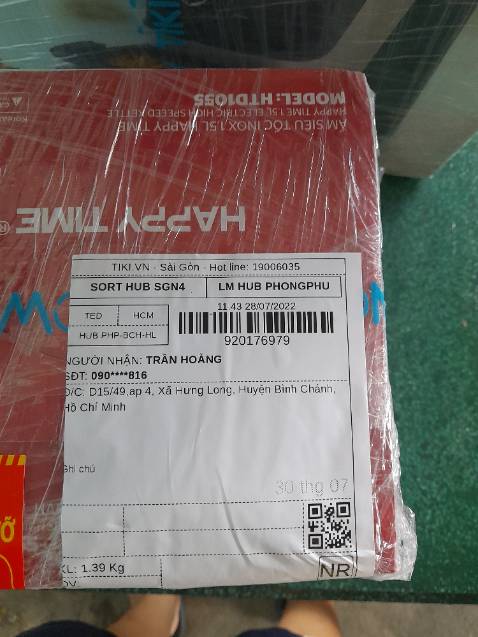 TIKI
MODEL: HTD1055
HAPPY TIME 1.5L ELECTRIC HIGH SPEEED KETTLE
ẤM SIÊU TỐC INOX 1.5L HAPPY TIME
HAPPY TIME ®
TIKI.VN - Sài Gòn - Hot line: 19006035
SORT HUB SGN4 LM HUB PHONGPHU
TED HCM
11 43 28/07/2022
HUB PHP-BCH-HL
920176979
NGƯỜI NHẬN: TRẦN HOÀNG
SĐT: 090****816
Đ/C: D15/49,ap 4, Xã Hưng Long, Huyện Bình Chánh,
Hồ Chí Minh
Ghi chú
30 thg 07
KL: 1.39 Kg
NR